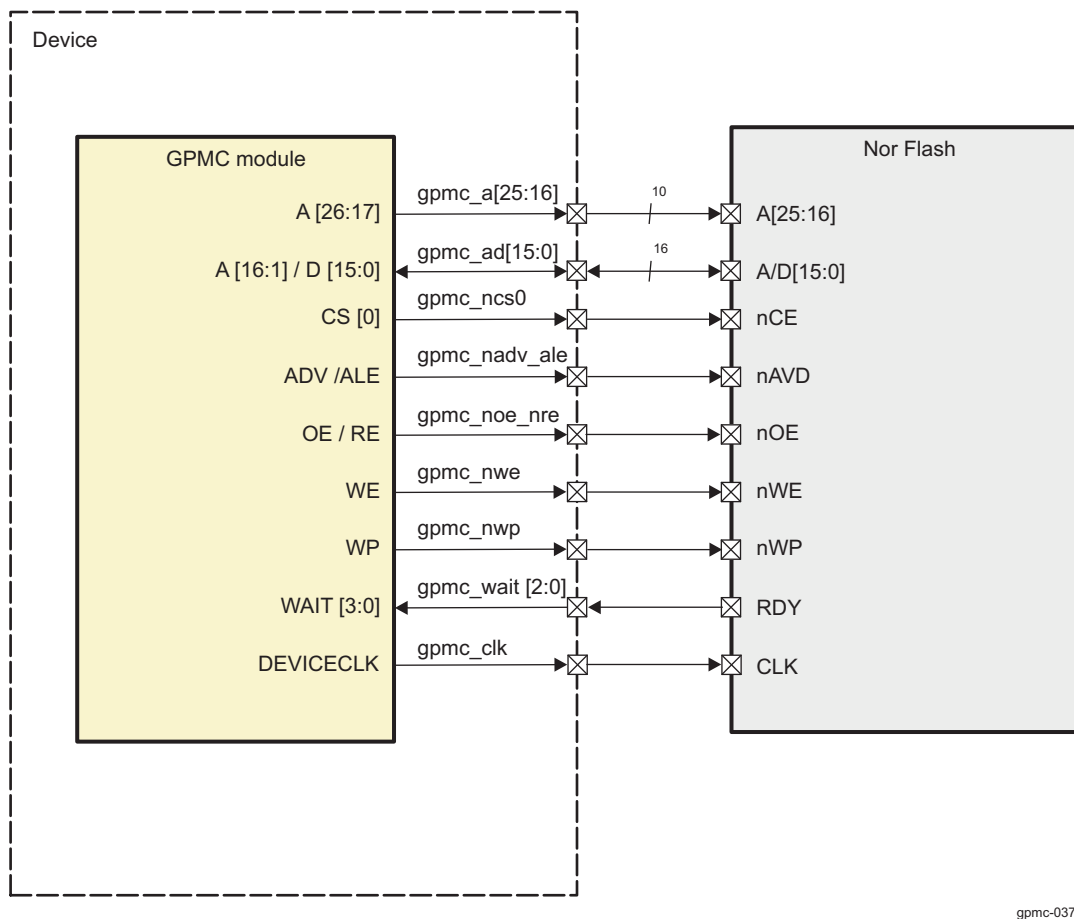 Device
GPMC module
Nor Flash
A [26:17] gpmc_a[25:16] 10 A[25:16]
A [16:1] / D [15:0] gpmc_ad[15:0] 16 A/D[15:0]
CS [0] gpmc_ncs0 nCE
ADV /ALE gpmc_nadv_ale nAVD
OE / RE gpmc_noe_nre nOE
WE gpmc_nwe nWE
WP gpmc_nwp nWP
WAIT [3:0] gpmc_wait [2:0] RDY
DEVICECLK gpmc_clk CLK
gpmc-037